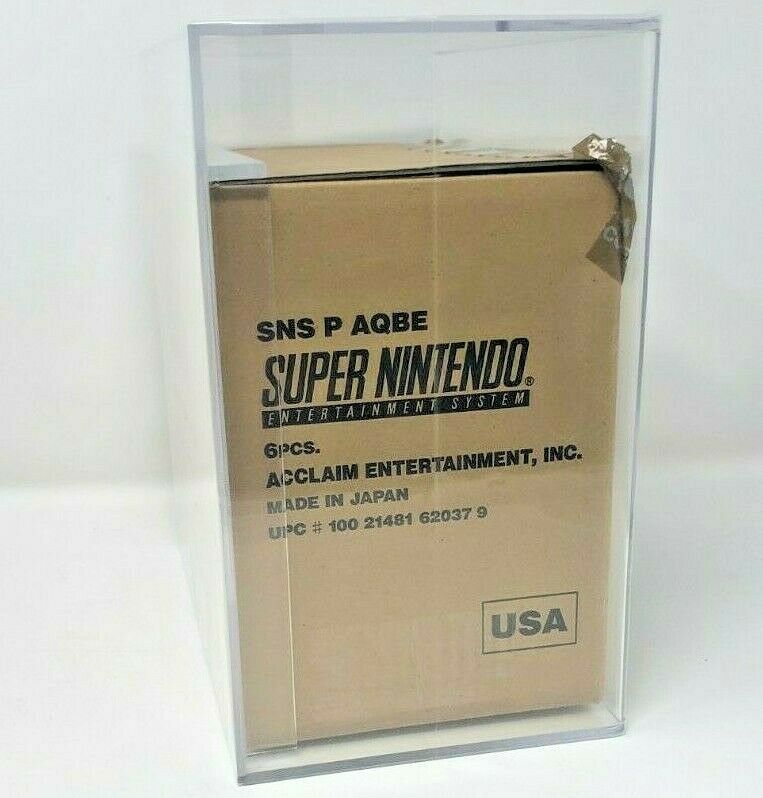 SNS P AQBE
SUPER NINTENDO®
ENTERTAINMENT SYSTEM
6PCS.
ACCLAIM ENTERTAINMENT, INC.
MADE IN JAPAN
UPC # 100 21481 62037 9
USA